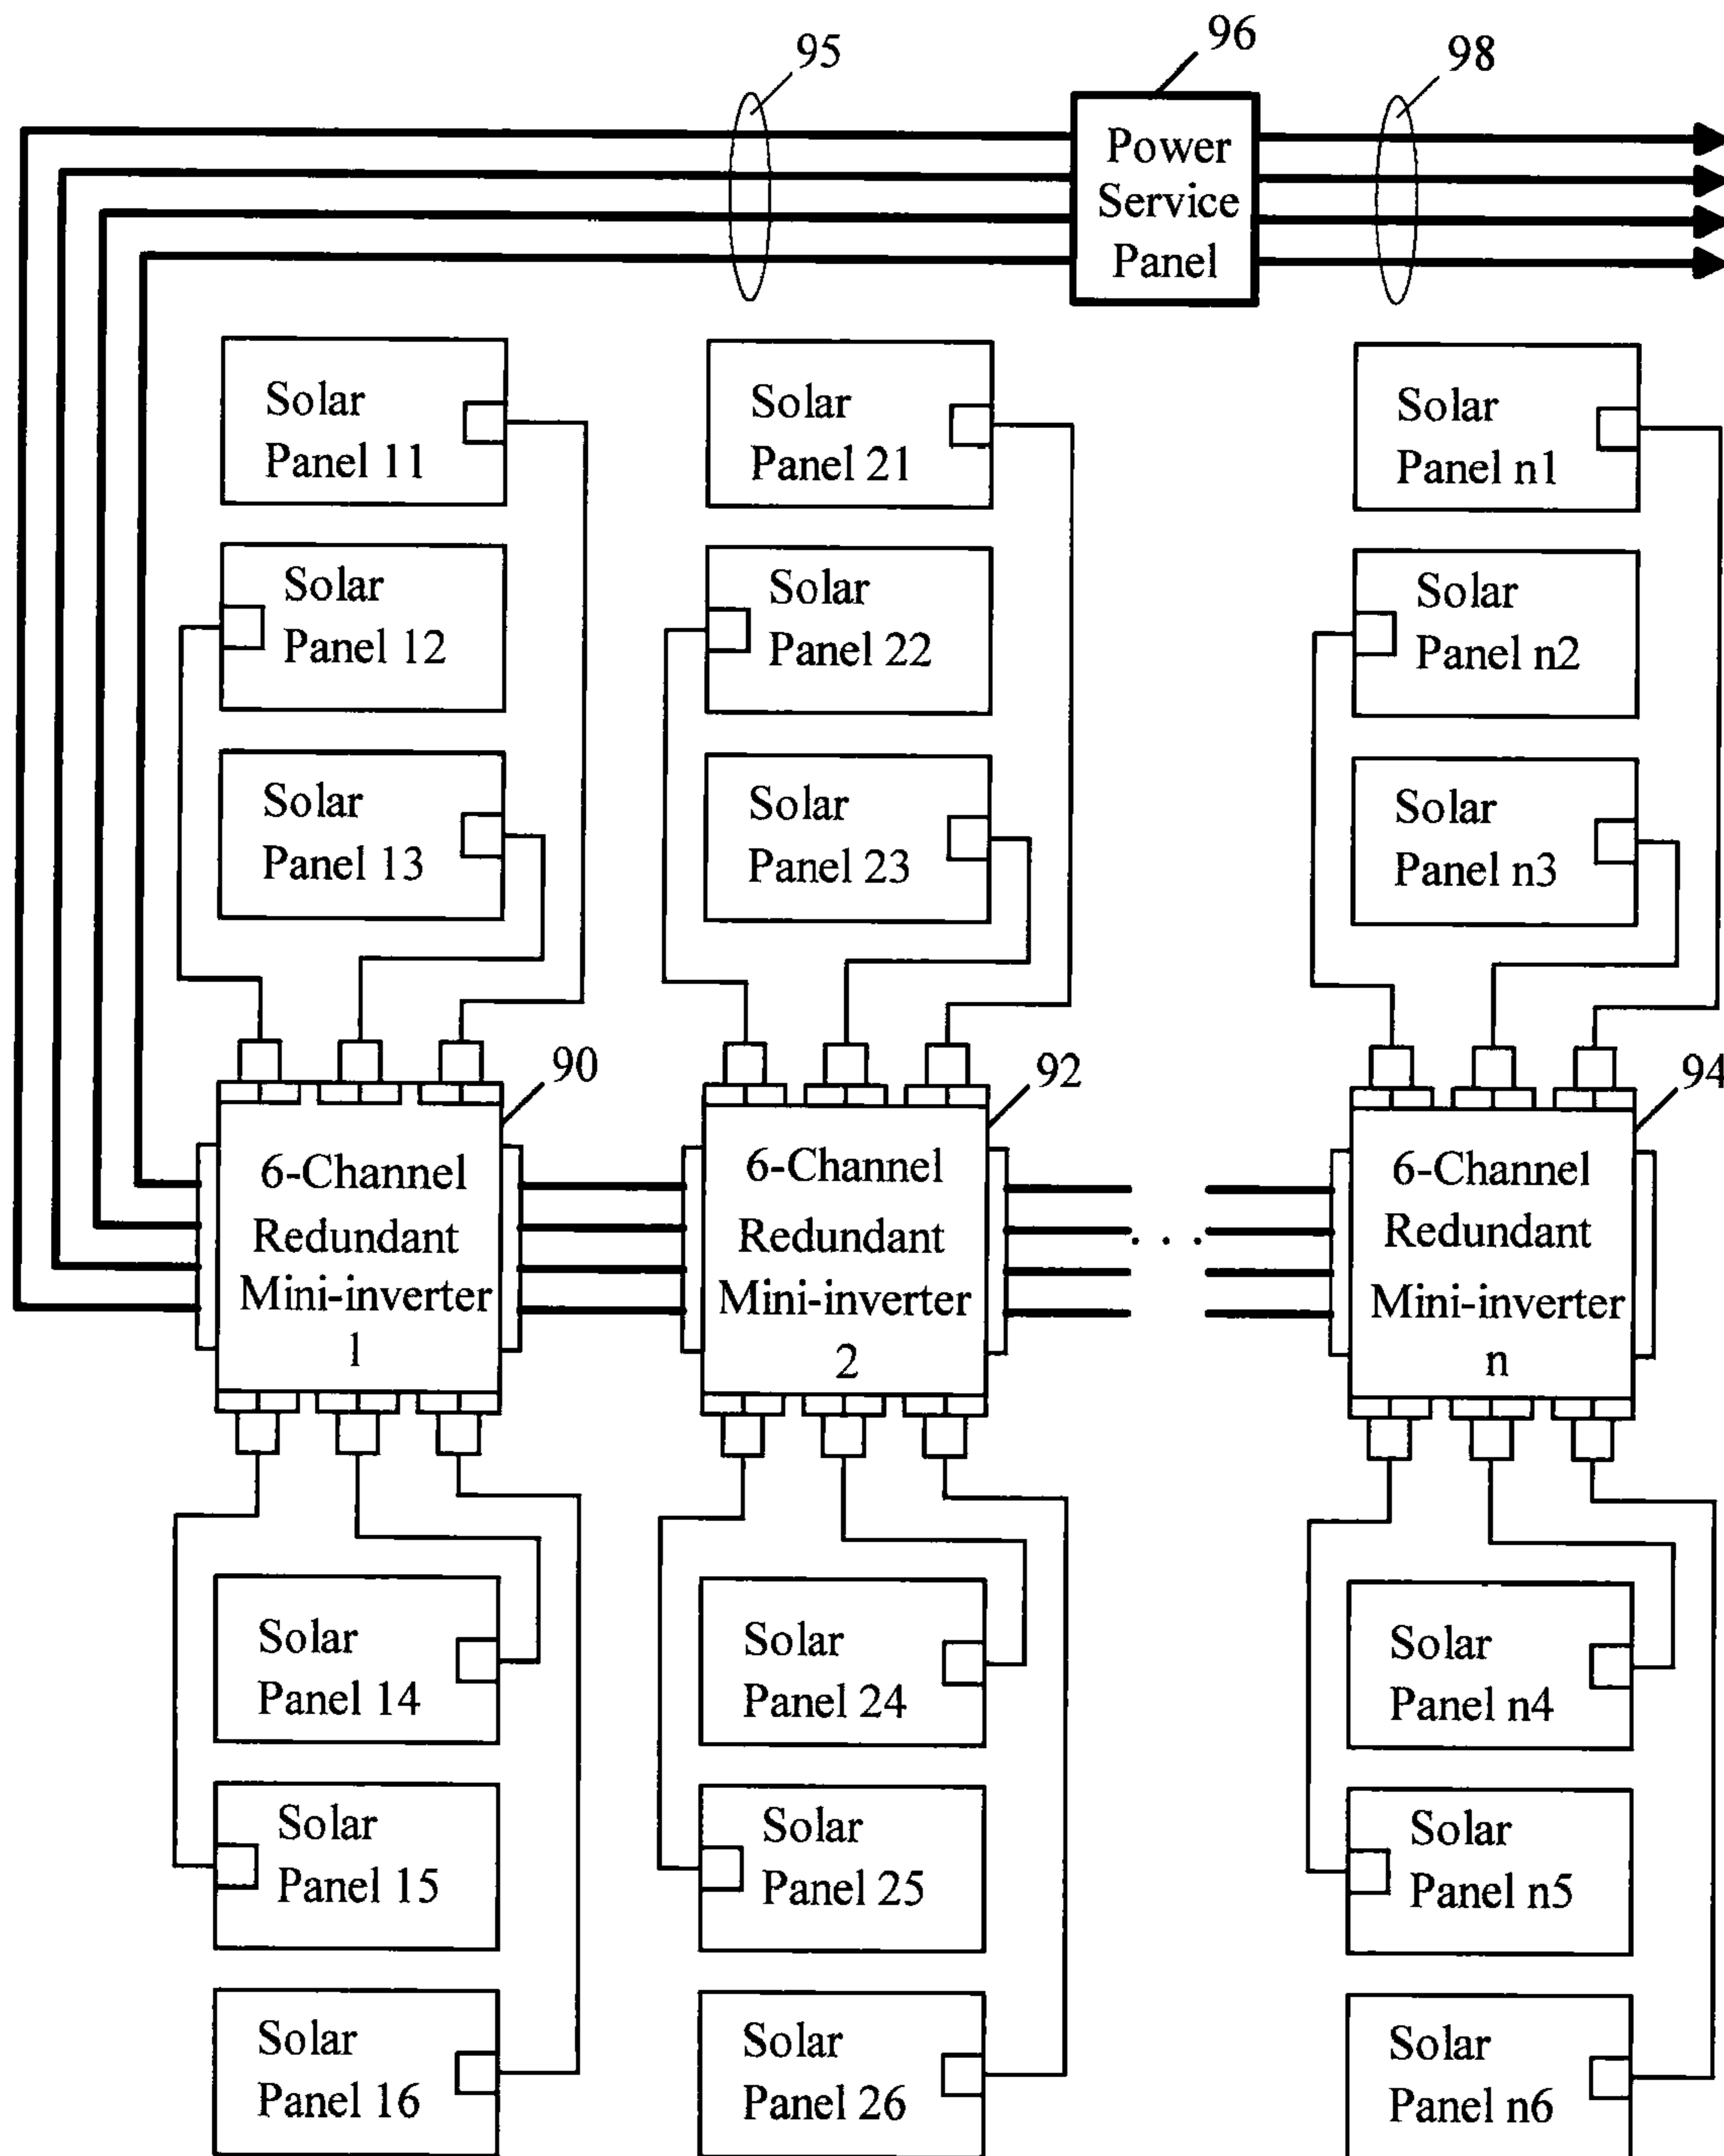 95
96
98
Power
Service
Panel
Solar
Panel 11
Solar
Panel 21
Solar
Panel n1
Solar
Panel 12
Solar
Panel 22
Solar
Panel n2
Solar
Panel 13
Solar
Panel 23
Solar
Panel n3
90
92
94
6-Channel
Redundant
Mini-inverter
1
6-Channel
Redundant
Mini-inverter
2
. . .
6-Channel
Redundant
Mini-inverter
n
Solar
Panel 14
Solar
Panel 24
Solar
Panel n4
Solar
Panel 15
Solar
Panel 25
Solar
Panel n5
Solar
Panel 16
Solar
Panel 26
Solar
Panel n6